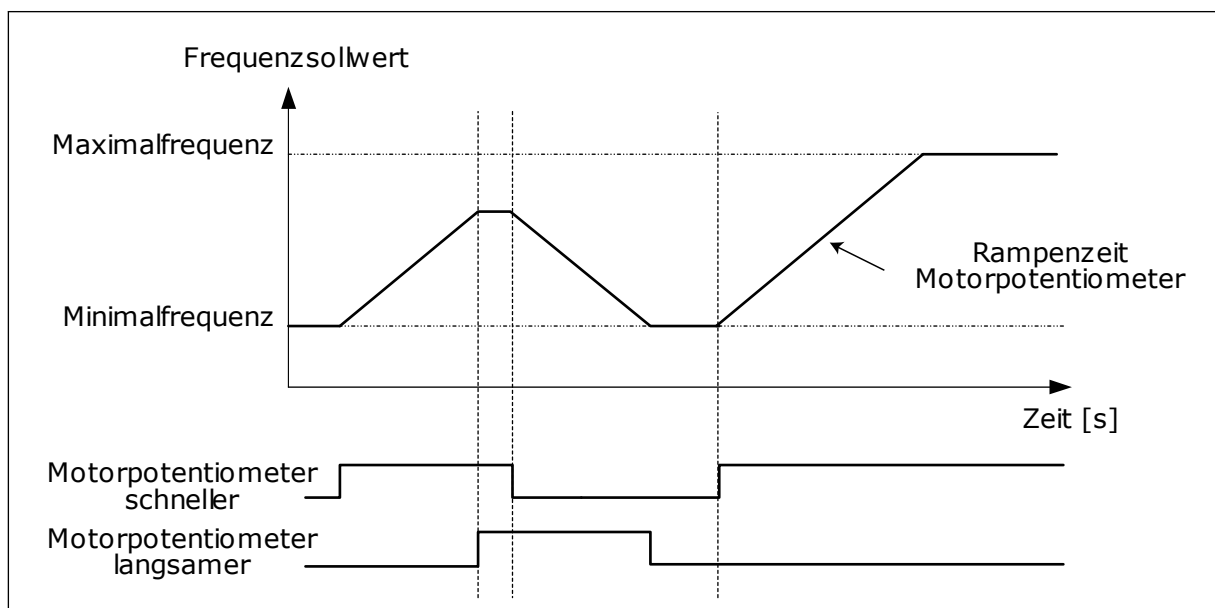 Frequenzsollwert
Maximalfrequenz
Rampenzeit
Motorpotentiometer
Minimalfrequenz
Zeit [s]
Motorpotentiometer
schneller
Motorpotentiometer
langsamer